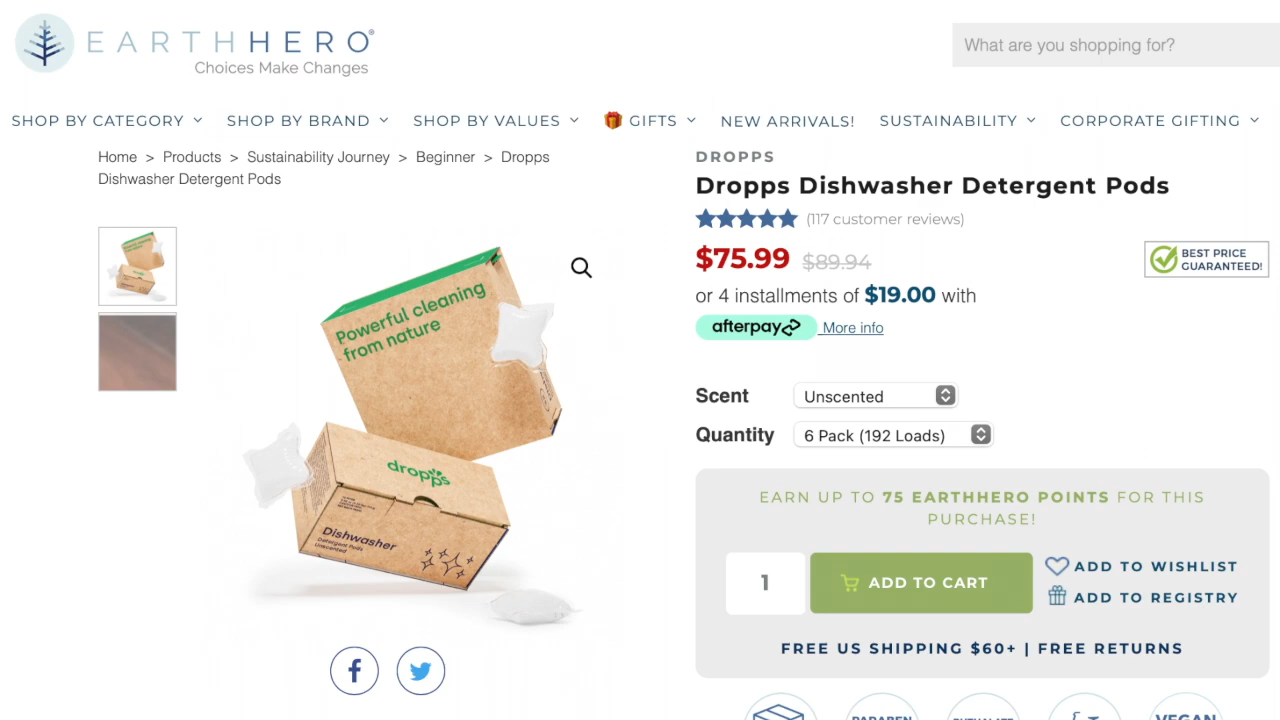 EARTHHERO®
Choices Make Changes
What are you shopping for?
SHOP BY CATEGORY SHOP BY BRAND SHOP BY VALUES GIFTS NEW ARRIVALS! SUSTAINABILITY CORPORATE GIFTING
Home > Products > Sustainability Journey > Beginner > Dropps
Dishwasher Detergent Pods
Powerful cleaning
from nature
dropps
Dishwasher
Detergent Pods
Unscented
DROPPS
Dropps Dishwasher Detergent Pods
(117 customer reviews)
$75.99 $89.94
BEST PRICE
GUARANTEED!
or 4 installments of $19.00 with
afterpay More info
Scent Unscented
Quantity 6 Pack (192 Loads)
EARN UP TO 75 EARTHHERO POINTS FOR THIS
PURCHASE!
1 ADD TO CART
ADD TO WISHLIST
ADD TO REGISTRY
FREE US SHIPPING $60+ | FREE RETURNS
PARABEN
VEGAN